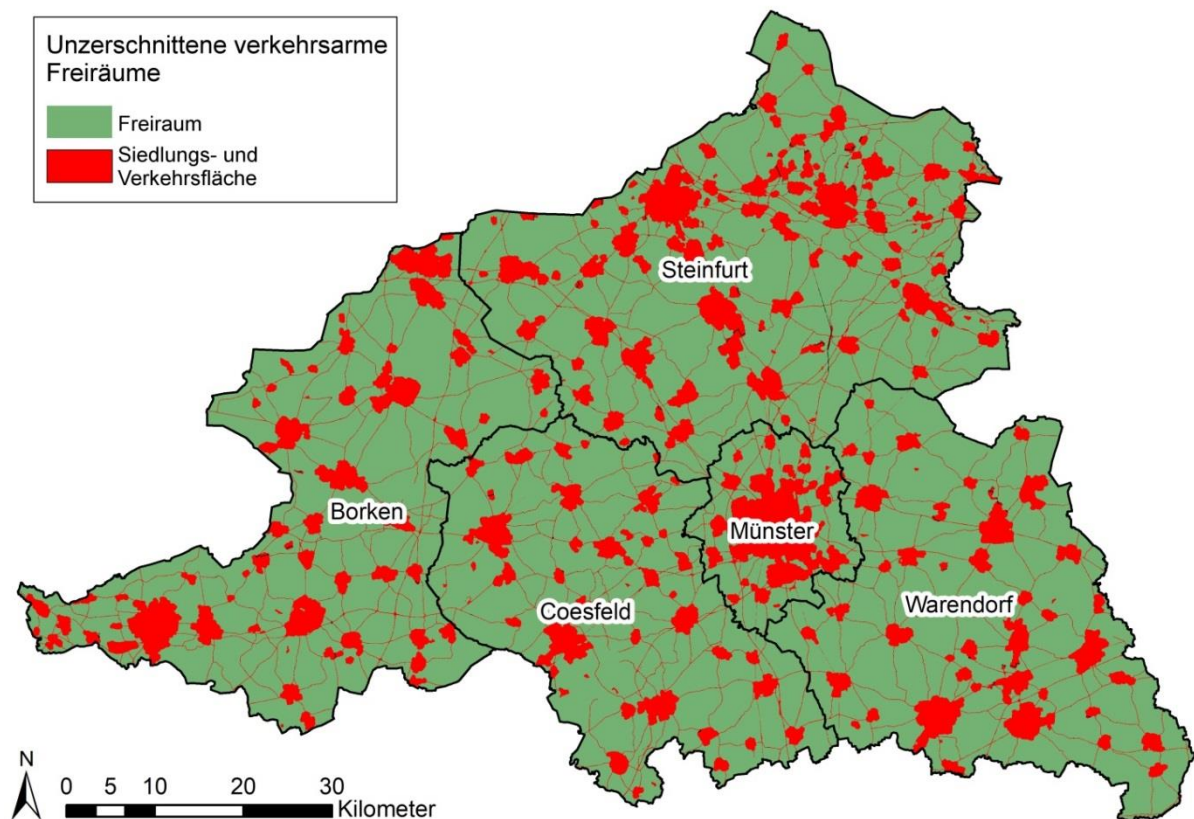 Unzerschnittene verkehrsarme
Freiräume
Freiraum
Siedlungs- und
Verkehrsfläche
Steinfurt
Borken
Münster
Coesfeld
Warendorf
N
0 5 10 20 30
Kilometer